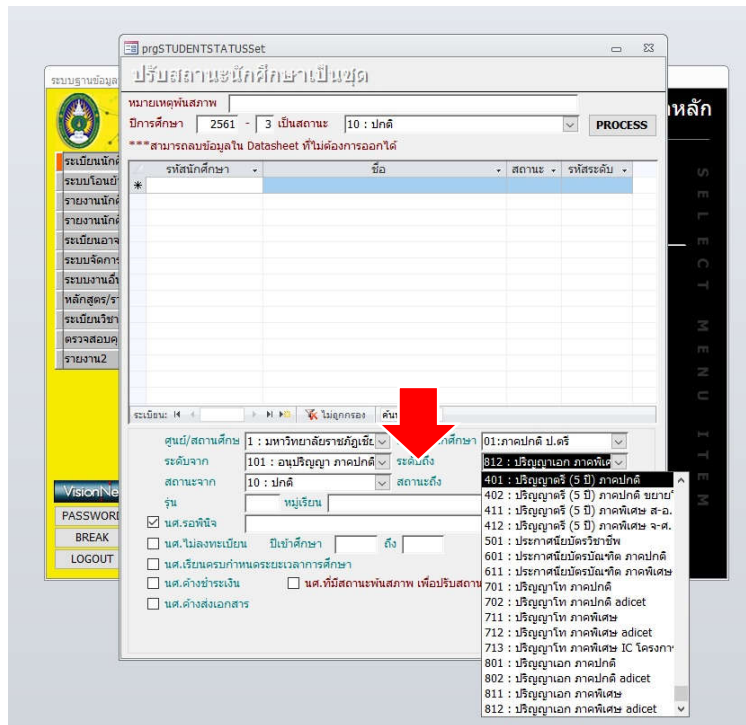 prgSTUDENTSTATUSSet
ระบบฐานข้อมูล
ปรับสถานะนักศึกษาเป็นชุด
หมายเหตุพ้นสภาพ
ปีการศึกษา 2561 - 3 เป็นสถานะ 10 : ปกติ PROCESS
***สามารถลบข้อมูลใน Datasheet ที่ไม่ต้องการออกได้
รหัสนักศึกษา ชื่อ สถานะ รหัสระดับ
*
าหลัก
ระเบียนนักศึ
ระบบโอนย้
รายงานนักศึ
รายงานนักศึ
ระเบียนอาจ
ระบบจัดการ
ระบบงานอื่
หลักสูตร/รา
ระเบียนวิชา
ตรวจสอบคุ
รายงาน2
SELECT MENU ITEM
ระเบียน: ไม่ถูกกรอง ค้น
ศูนย์/สถานศึกษ 1 : มหาวิทยาลัยราชภัฏเชีย กศึกษา 01:ภาคปกติ ป.ตรี
ระดับจาก 101 : อนุปริญญา ภาคปกติ ระดับถึง 812 : ปริญญาเอก ภาคพิเศ
สถานะจาก 10 : ปกติ สถานะถึง
รุ่น หมู่เรียน
นศ.รอพินิจ
นศ.ไม่ลงทะเบียน ปีเข้าศึกษา ถึง
นศ.เรียนครบกำหนดระยะเวลาการศึกษา
นศ.ค้างชำระเงิน นศ.ที่มีสถานะพ้นสภาพ เพื่อปรับสถาน
นศ.ค้างส่งเอกสาร
401 : ปริญญาตรี (5 ปี) ภาคปกติ
402 : ปริญญาตรี (5 ปี) ภาคปกติ ขยาย
411 : ปริญญาตรี (5 ปี) ภาคพิเศษ ส-อ.
412 : ปริญญาตรี (5 ปี) ภาคพิเศษ จ-ศ.
501 : ประกาศนียบัตรวิชาชีพ
601 : ประกาศนียบัตรบัณฑิต ภาคปกติ
611 : ประกาศนียบัตรบัณฑิต ภาคพิเศษ
701 : ปริญญาโท ภาคปกติ
702 : ปริญญาโท ภาคปกติ adicet
711 : ปริญญาโท ภาคพิเศษ
712 : ปริญญาโท ภาคพิเศษ adicet
713 : ปริญญาโท ภาคพิเศษ IC โครงกา
801 : ปริญญาเอก ภาคปกติ
802 : ปริญญาเอก ภาคปกติ adicet
811 : ปริญญาเอก ภาคพิเศษ
812 : ปริญญาเอก ภาคพิเศษ adicet
VisionNe
PASSWORD
BREAK
LOGOUT